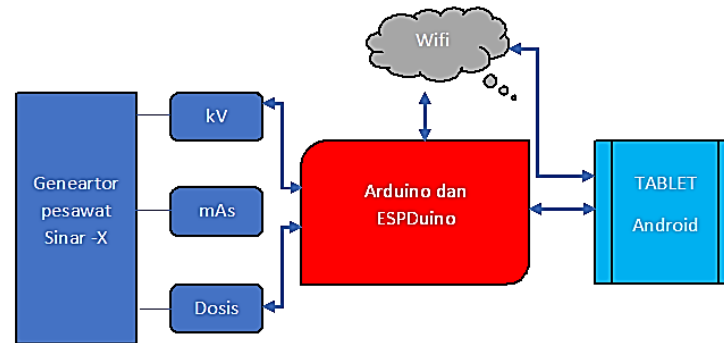 Wifi
kV
Geneartor
pesawat
Sinar -X
mAs
Dosis
Arduino dan
ESPDuino
TABLET
Android